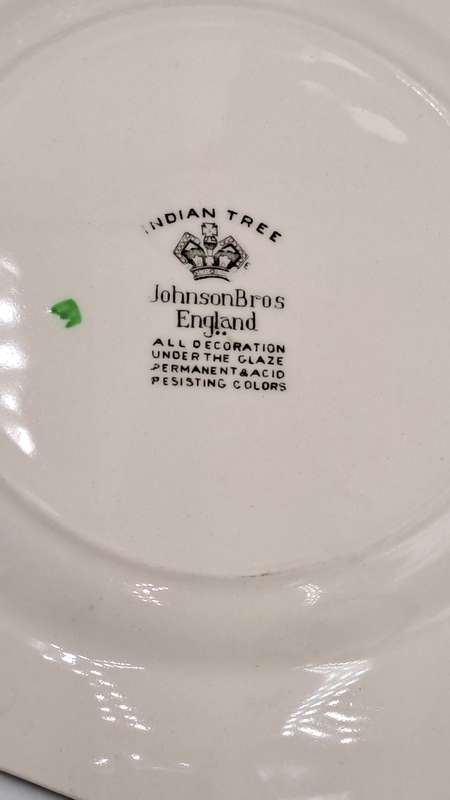 INDIAN TREE
JohnsonBros
England
ALL DECORATION
UNDER THE GLAZE
PERMANENT & ACID
RESISTING COLORS